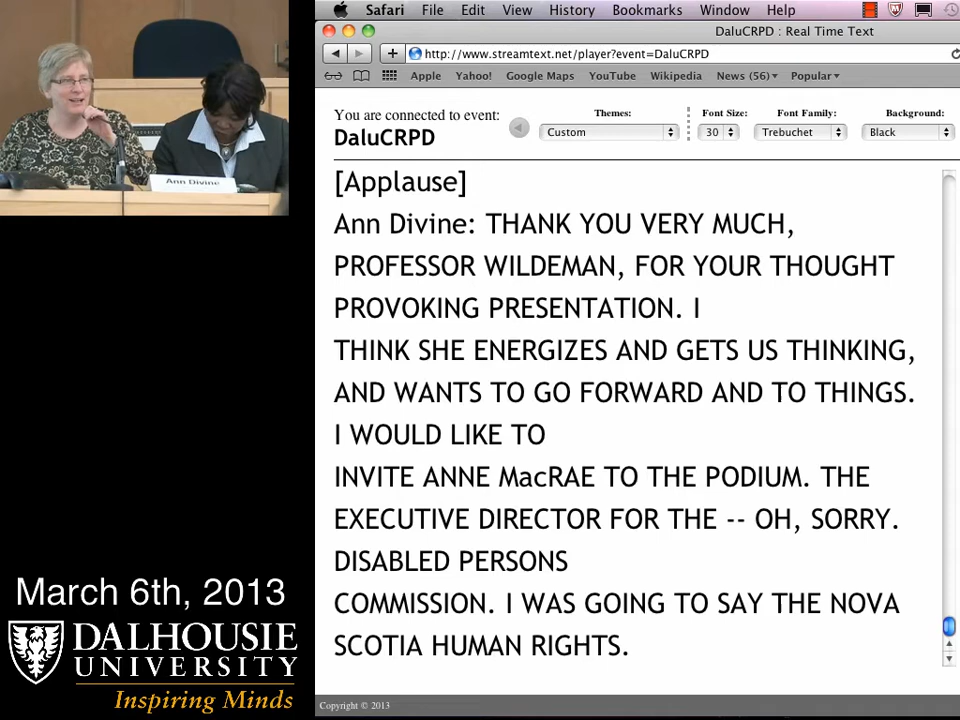 Safari File Edit View History Bookmarks Window Help
DaluCRPD : Real Time Text
http://www.streamtext.net/player?event=DaluCRPD
Apple Yahoo! Google Maps YouTube Wikipedia News (56) Popular
You are connected to event:
DaluCRPD
Themes: Font Size: Font Family: Background:
Custom 30 Trebuchet Black
[Applause]
Ann Divine: THANK YOU VERY MUCH,
PROFESSOR WILDEMAN, FOR YOUR THOUGHT
PROVOKING PRESENTATION. I
THINK SHE ENERGIZES AND GETS US THINKING,
AND WANTS TO GO FORWARD AND TO THINGS.
I WOULD LIKE TO
INVITE ANNE MacRAE TO THE PODIUM. THE
EXECUTIVE DIRECTOR FOR THE -- OH, SORRY.
DISABLED PERSONS
COMMISSION. I WAS GOING TO SAY THE NOVA
SCOTIA HUMAN RIGHTS.
Copyright © 2013
Ann Divine
March 6th, 2013
DALHOUSIE
UNIVERSITY
Inspiring Minds